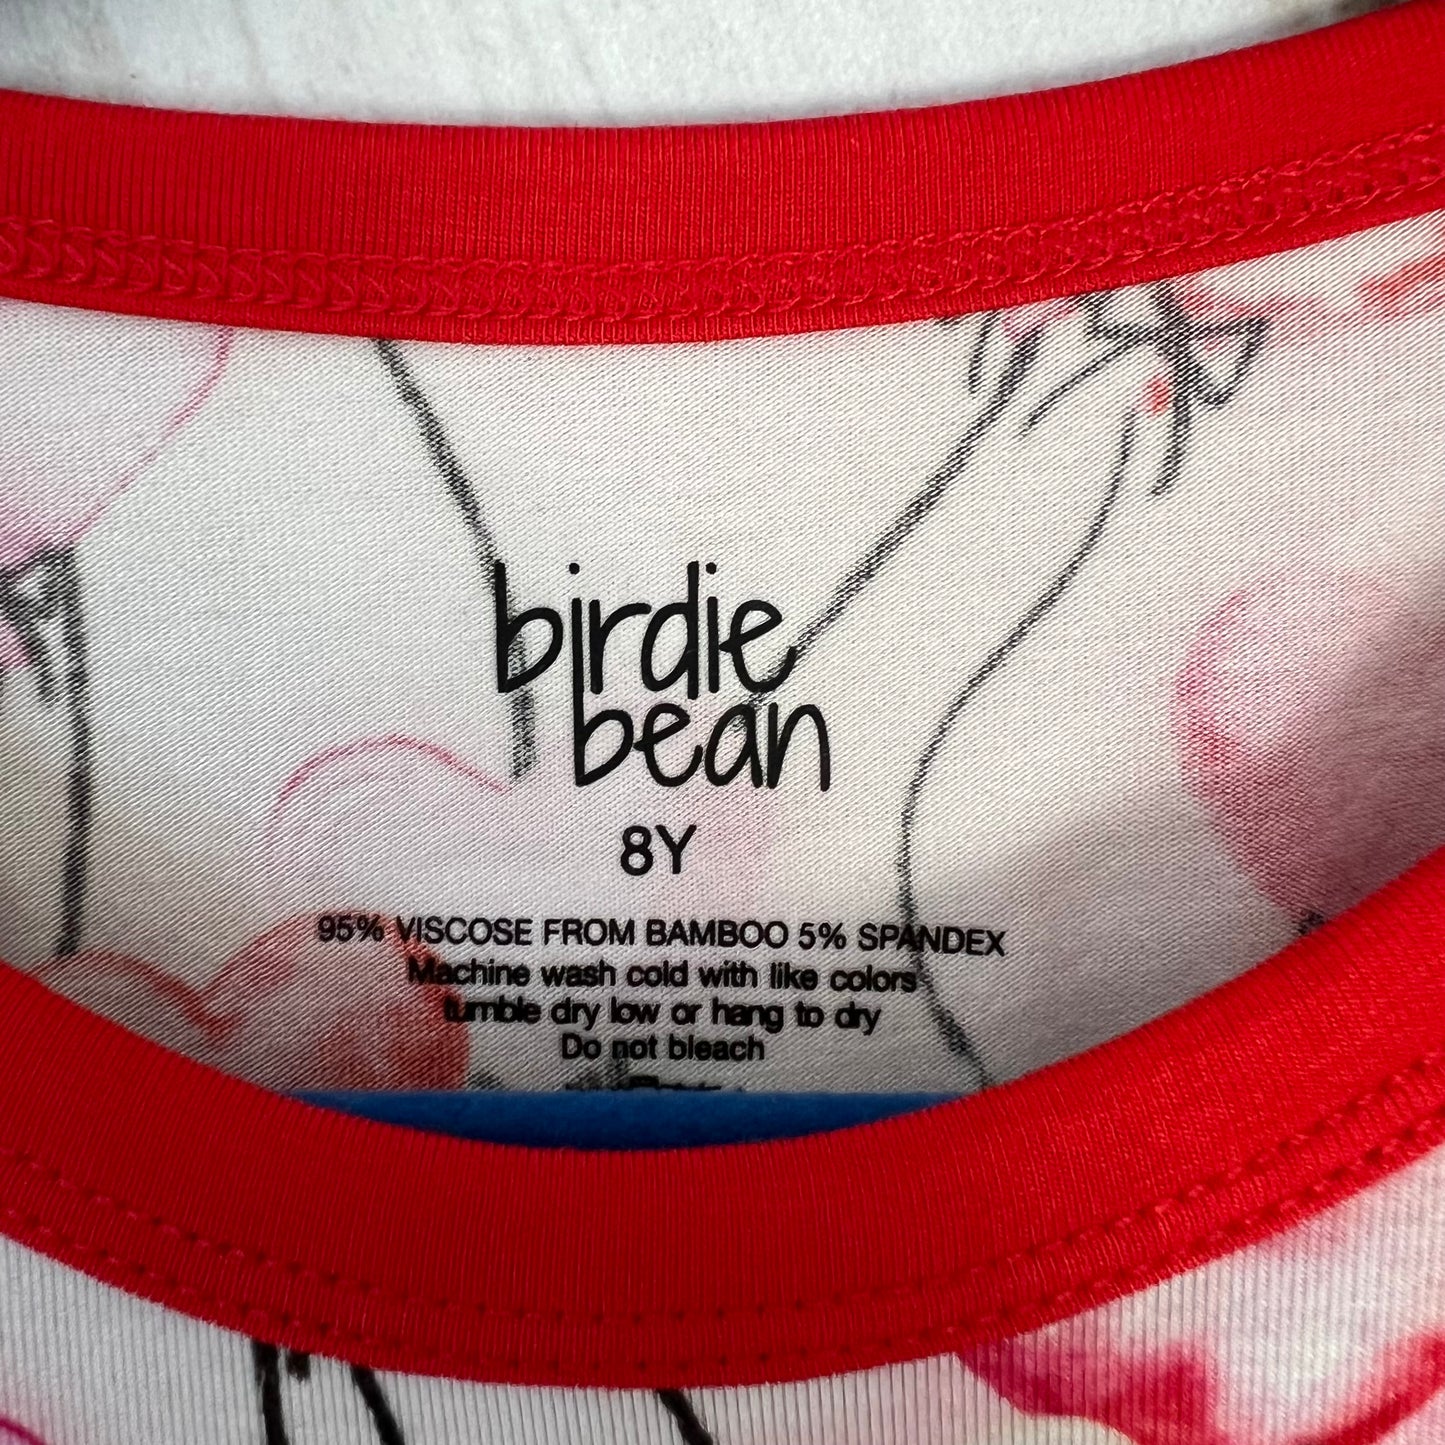 birdie
bean
8Y
95% VISCOSE FROM BAMBOO 5% SPANDEX
Machine wash cold with like colors
tumble dry low or hang to dry
Do not bleach